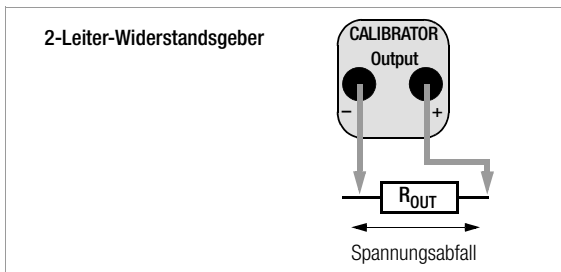 2-Leiter-Widerstandsgeber
CALIBRATOR
Output
– +
ROUT
Spannungsabfall